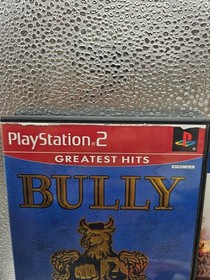 PlayStation 2
GREATEST HITS
BULLY